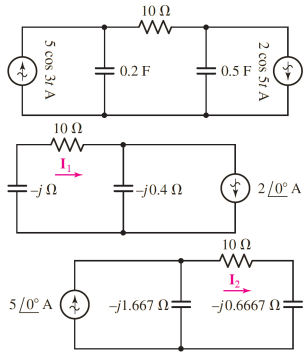 10 Ω
5 cos 3t A
0.2 F
0.5 F
2 cos 5t A
10 Ω
I₁
–j Ω
–j0.4 Ω
2/0° A
10 Ω
I₂
5/0° A
–j1.667 Ω
–j0.6667 Ω